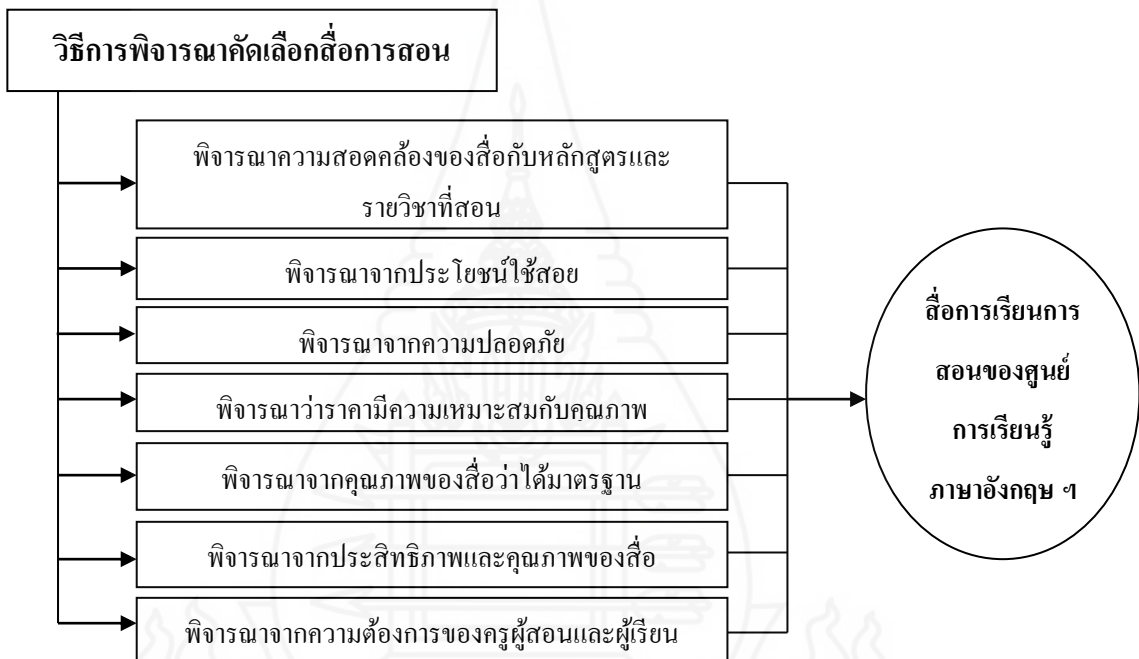 วิธีการพิจารณาคัดเลือกสื่อการสอน
พิจารณาความสอดคล้องของสื่อกับหลักสูตรและ
รายวิชาที่สอน
พิจารณาจากประโยชน์ใช้สอย
พิจารณาจากความปลอดภัย
พิจารณาว่าราคามีความเหมาะสมกับคุณภาพ
พิจารณาจากคุณภาพของสื่อว่าได้มาตรฐาน
พิจารณาจากประสิทธิภาพและคุณภาพของสื่อ
พิจารณาจากความต้องการของครูผู้สอนและผู้เรียน
สื่อการเรียนการ
สอนของศูนย์
การเรียนรู้
ภาษาอังกฤษ ฯ